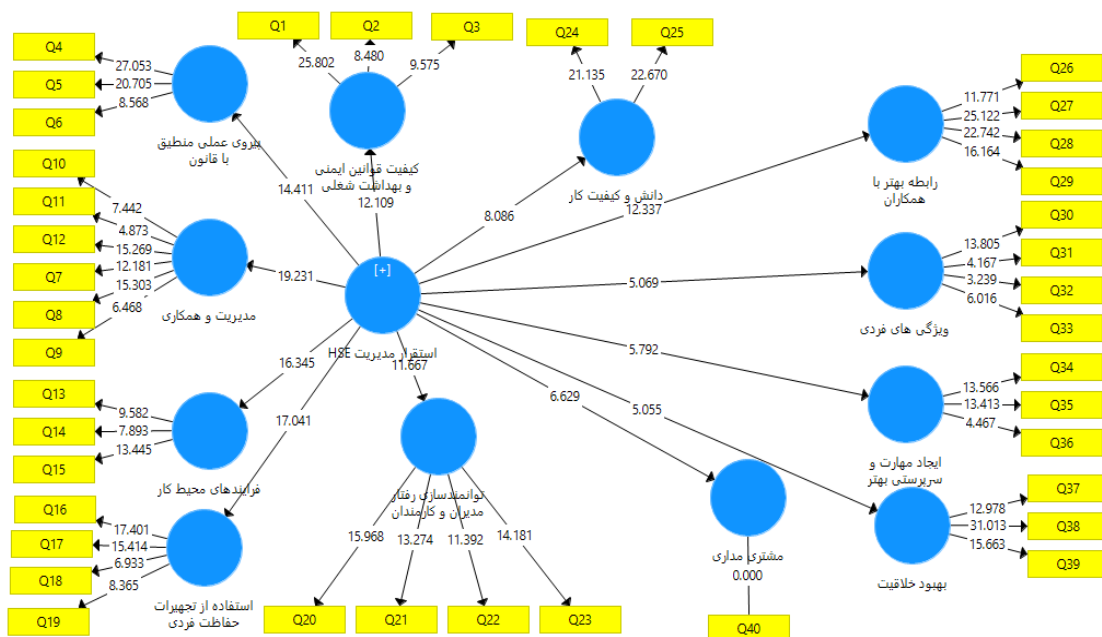 Q1
Q2
Q3
Q24
Q25
Q4
Q5
Q6
27.053
20.705
8.568
25.802
8.480
9.575
21.135
22.670
Q26
Q27
Q28
Q29
11.771
25.122
22.742
16.164
پیروی عملی منطبق
با قانون
کیفیت قوانین ایمنی
و بهداشت شغلی
دانش و کیفیت کار
رابطه بهتر با
همکاران
14.411
12.109
8.086
12.337
Q10
Q11
Q12
Q7
Q8
Q9
7.442
4.873
15.269
12.181
15.303
6.468
مدیریت و همکاری
19.231
[+]
استقرار مدیریت HSE
5.069
Q30
Q31
Q32
Q33
13.805
4.167
3.239
6.016
ویژگی های فردی
16.345
17.041
11.667
6.629
5.055
5.792
Q13
Q14
Q15
9.582
7.893
13.445
فرایندهای محیط کار
Q34
Q35
Q36
13.566
13.413
4.467
ایجاد مهارت و
سرپرستی بهتر
Q16
Q17
Q18
Q19
17.401
15.414
6.933
8.365
استفاده از تجهیرات
حفاظت فردی
توانمندسازی رفتار
مدیران و کارمندان
15.968
13.274
11.392
14.181
Q20
Q21
Q22
Q23
مشتری مداری
0.000
Q40
Q37
Q38
Q39
12.978
31.013
15.663
بهبود خلاقیت